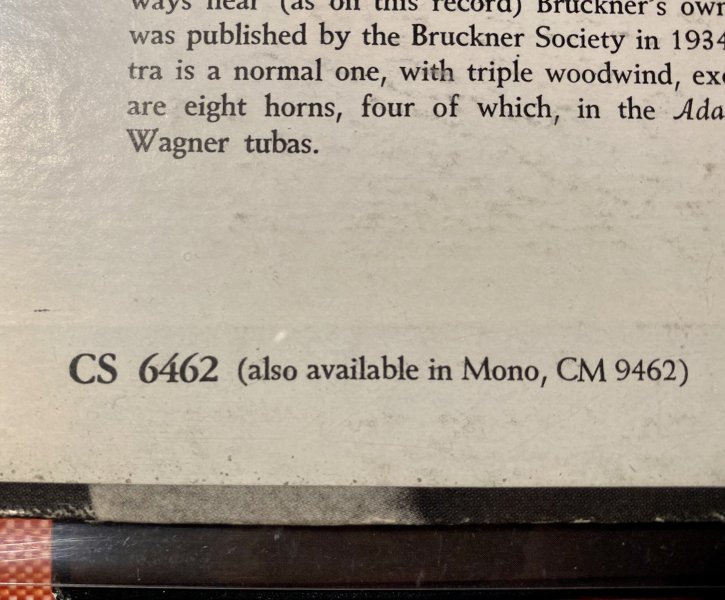 ways hear (as on this record) Bruckner's own
was published by the Bruckner Society in 1934
tra is a normal one, with triple woodwind,
are eight horns, four of which, in the
Wagner tubas.
CS 6462 (also available in Mono, CM 9462)